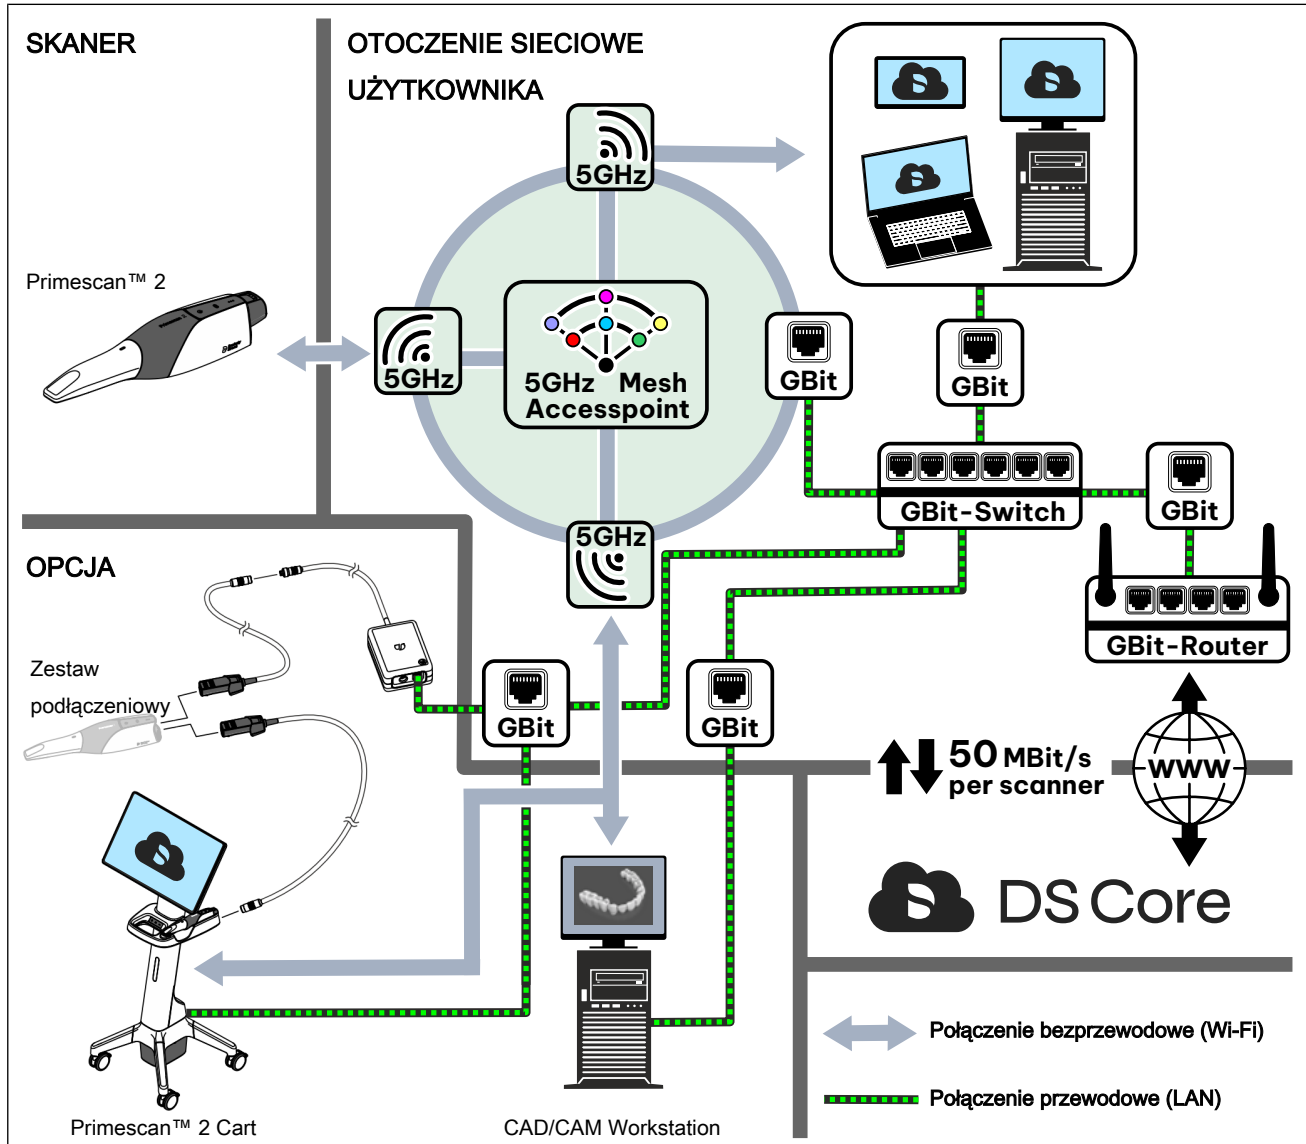 SKANER
OTOCZENIE SIECIOWE
UŻYTKOWNIKA
5GHz
Primescan™ 2
5GHz
5GHz Mesh
Accesspoint
GBit
GBit
GBit-Switch
GBit
5GHz
OPCJA
GBit-Router
Zestaw
podłączeniowy
GBit
GBit
50 MBit/s
per scanner
WWW
DS Core
Połączenie bezprzewodowe (Wi-Fi)
Połączenie przewodowe (LAN)
Primescan™ 2 Cart
CAD/CAM Workstation